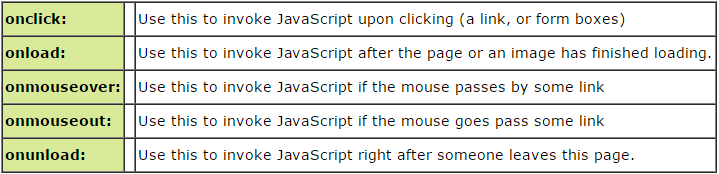 onclick: Use this to invoke JavaScript upon clicking (a link, or form boxes)
onload: Use this to invoke JavaScript after the page or an image has finished loading.
onmouseover: Use this to invoke JavaScript if the mouse passes by some link
onmouseout: Use this to invoke JavaScript if the mouse goes pass some link
onunload: Use this to invoke JavaScript right after someone leaves this page.